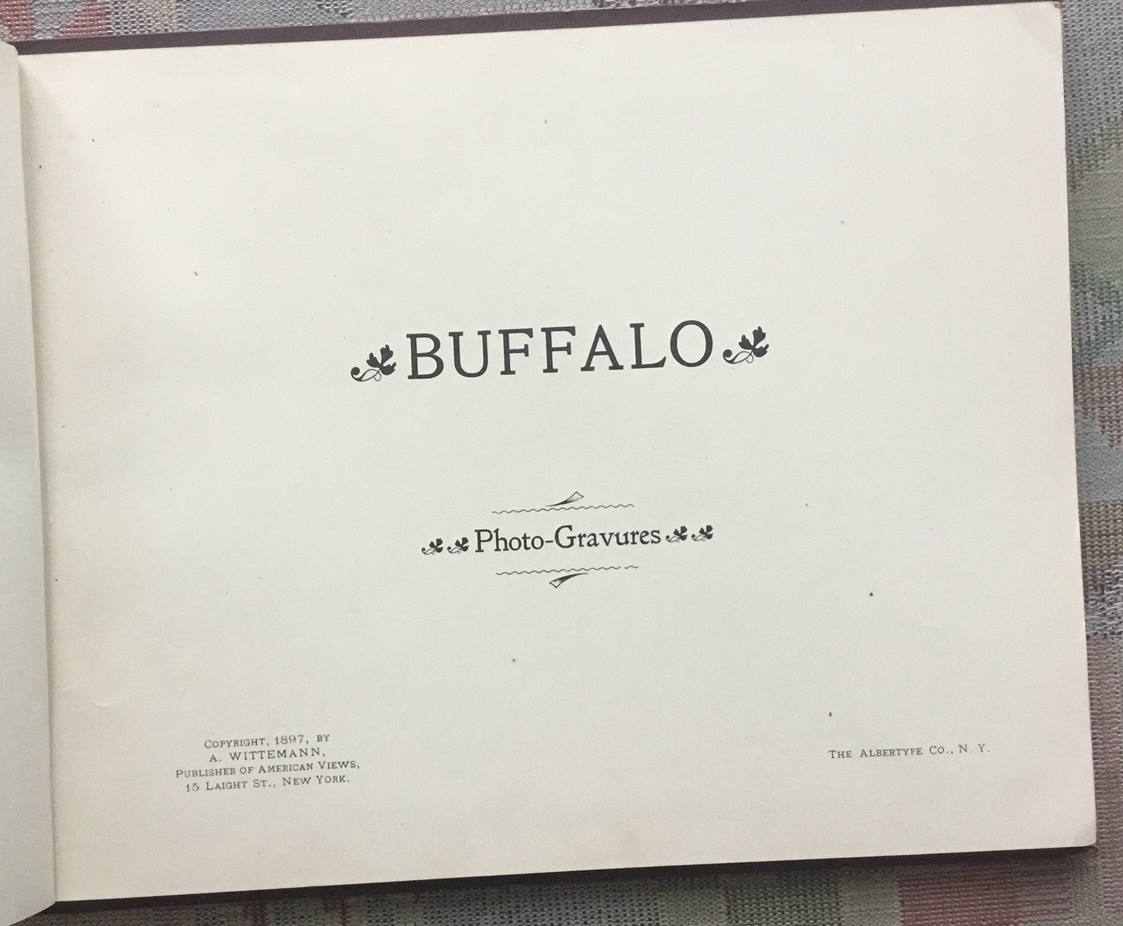 BUFFALO
Photo-Gravures
COPYRIGHT, 1897, BY
A. WITTEMANN,
PUBLISHER OF AMERICAN VIEWS,
15 LAIGHT ST., NEW YORK.
THE ALBERTYPE CO., N. Y.